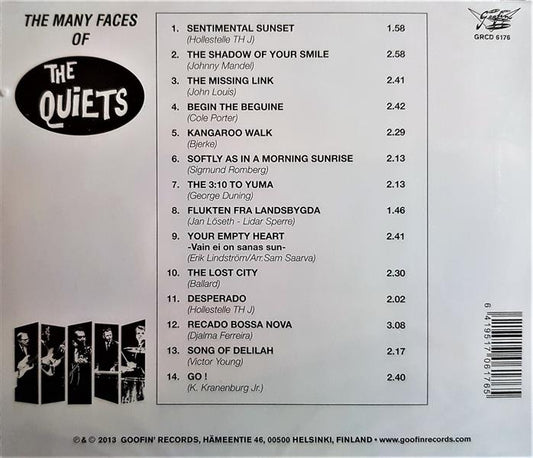 THE MANY FACES
OF
THE
QUiETS
Goofin'
GRCD 6176
1. SENTIMENTAL SUNSET 1.58
(Hollestelle TH J)
2. THE SHADOW OF YOUR SMILE 2.58
(Johnny Mandel)
3. THE MISSING LINK 2.41
(John Louis)
4. BEGIN THE BEGUINE 2.42
(Cole Porter)
5. KANGAROO WALK 2.29
(Bjerke)
6. SOFTLY AS IN A MORNING SUNRISE 2.13
(Sigmund Romberg)
7. THE 3:10 TO YUMA 2.13
(George Duning)
8. FLUKTEN FRA LANDSBYGDA 1.46
(Jan Löseth - Lidar Sperre)
9. YOUR EMPTY HEART 2.41
-Vain ei on sanas sun-
(Erik Lindström/Arr.Sam Saarva)
10. THE LOST CITY 2.30
(Ballard)
11. DESPERADO 2.02
(Hollestelle TH J)
12. RECADO BOSSA NOVA 3.08
(Djalma Ferreira)
13. SONG OF DELILAH 2.17
(Victor Young)
14. GO ! 2.40
(K. Kranenburg Jr.)
6 419517 061765
℗ & © 2013 GOOFIN' RECORDS, HÄMEENTIE 46, 00500 HELSINKI, FINLAND • www.goofinrecords.com